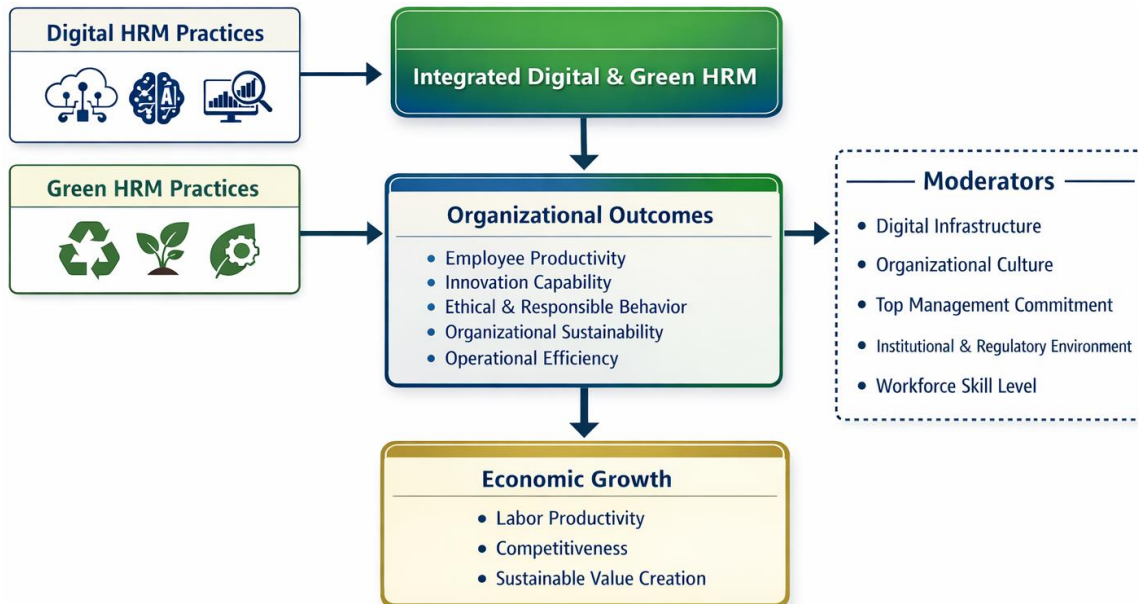 Digital HRM Practices
AI
Integrated Digital & Green HRM
Green HRM Practices
Organizational Outcomes
• Employee Productivity
• Innovation Capability
• Ethical & Responsible Behavior
• Organizational Sustainability
• Operational Efficiency
Moderators
• Digital Infrastructure
• Organizational Culture
• Top Management Commitment
• Institutional & Regulatory Environment
• Workforce Skill Level
Economic Growth
• Labor Productivity
• Competitiveness
• Sustainable Value Creation